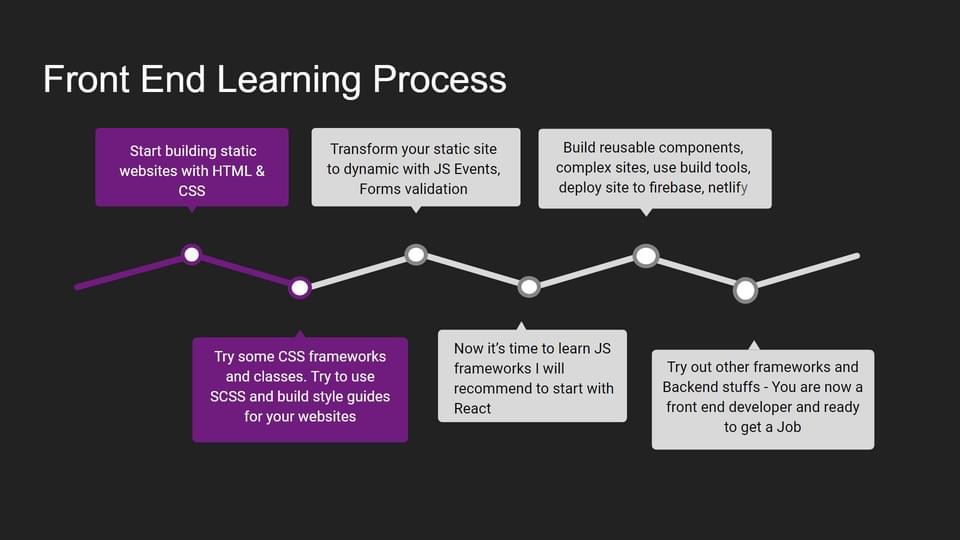 Front End Learning Process
Start building static
websites with HTML &
CSS
Try some CSS frameworks
and classes. Try to use
SCSS and build style guides
for your websites
Transform your static site
to dynamic with JS Events,
Forms validation
Now it’s time to learn JS
frameworks I will
recommend to start with
React
Build reusable components,
complex sites, use build tools,
deploy site to firebase, netlify
Try out other frameworks and
Backend stuffs - You are now a
front end developer and ready
to get a Job